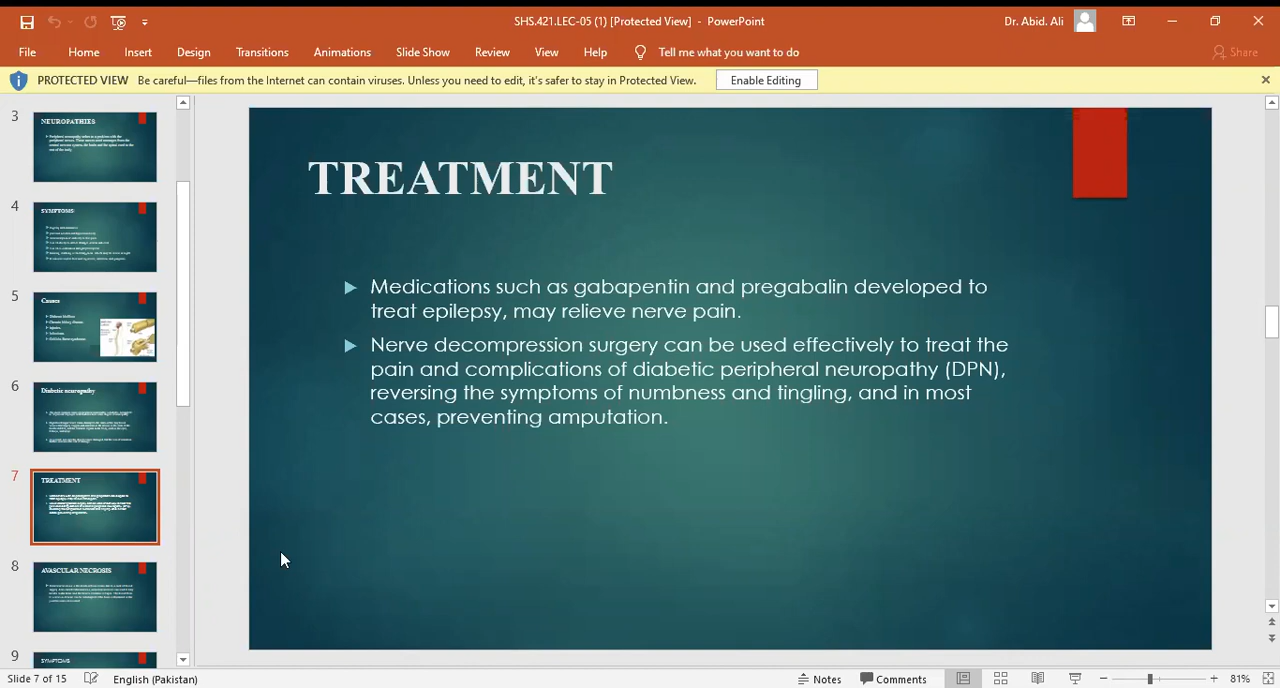 SHS.421.LEC-05 (1) [Protected View] - PowerPoint
Dr. Abid. Ali
File Home Insert Design Transitions Animations Slide Show Review View Help Tell me what you want to do Share
PROTECTED VIEW Be careful—files from the Internet can contain viruses. Unless you need to edit, it's safer to stay in Protected View. Enable Editing
3
NEUROPATHIES
4
SYMPTOMS
5
Causes
6
Diabetic neuropathy
7
TREATMENT
8
AVASCULAR NECROSIS
9
SYMPTOMS
TREATMENT
Medications such as gabapentin and pregabalin developed to
treat epilepsy, may relieve nerve pain.
Nerve decompression surgery can be used effectively to treat the
pain and complications of diabetic peripheral neuropathy (DPN),
reversing the symptoms of numbness and tingling, and in most
cases, preventing amputation.
Slide 7 of 15 English (Pakistan) Notes Comments 81%